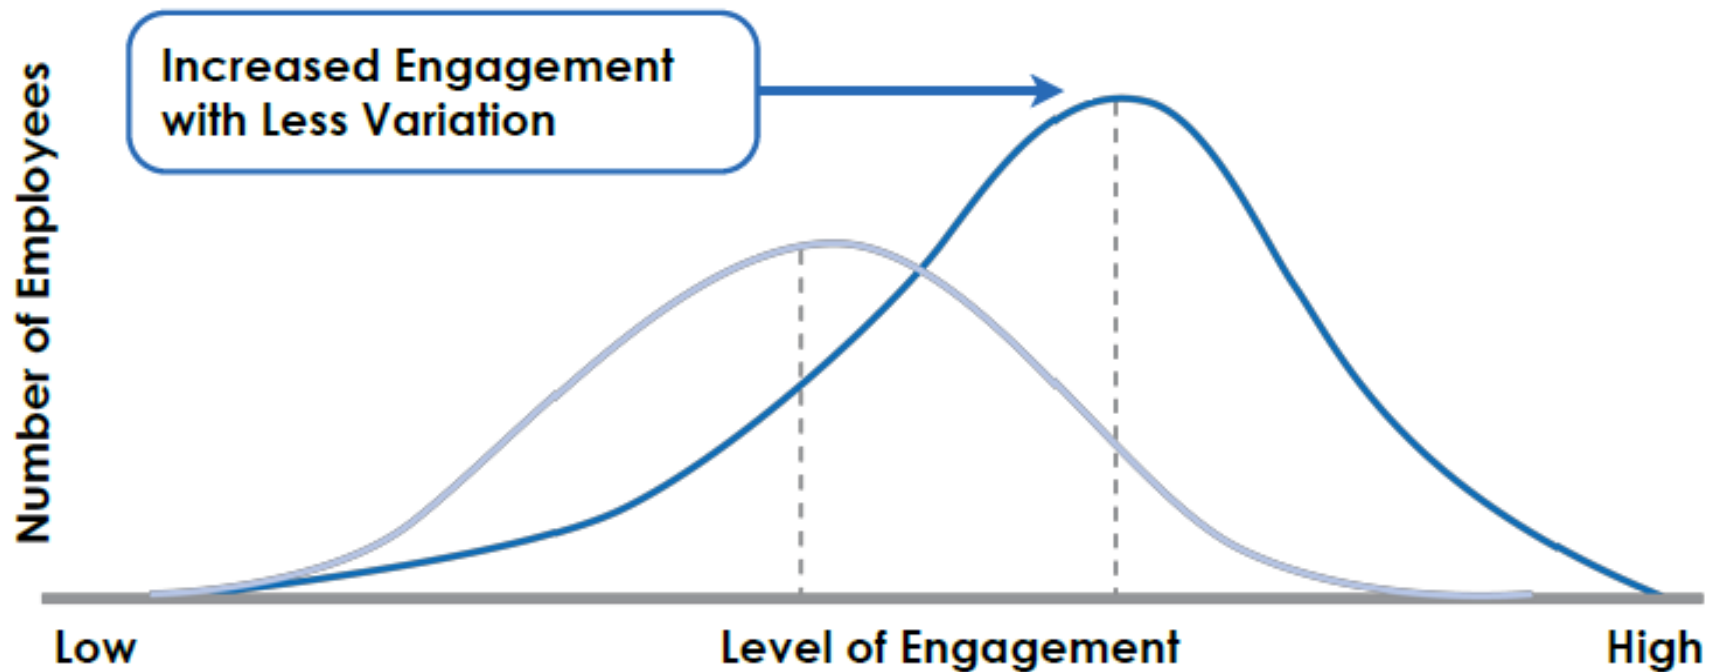 Increased Engagement
with Less Variation
Number of Employees
Low
Level of Engagement
High